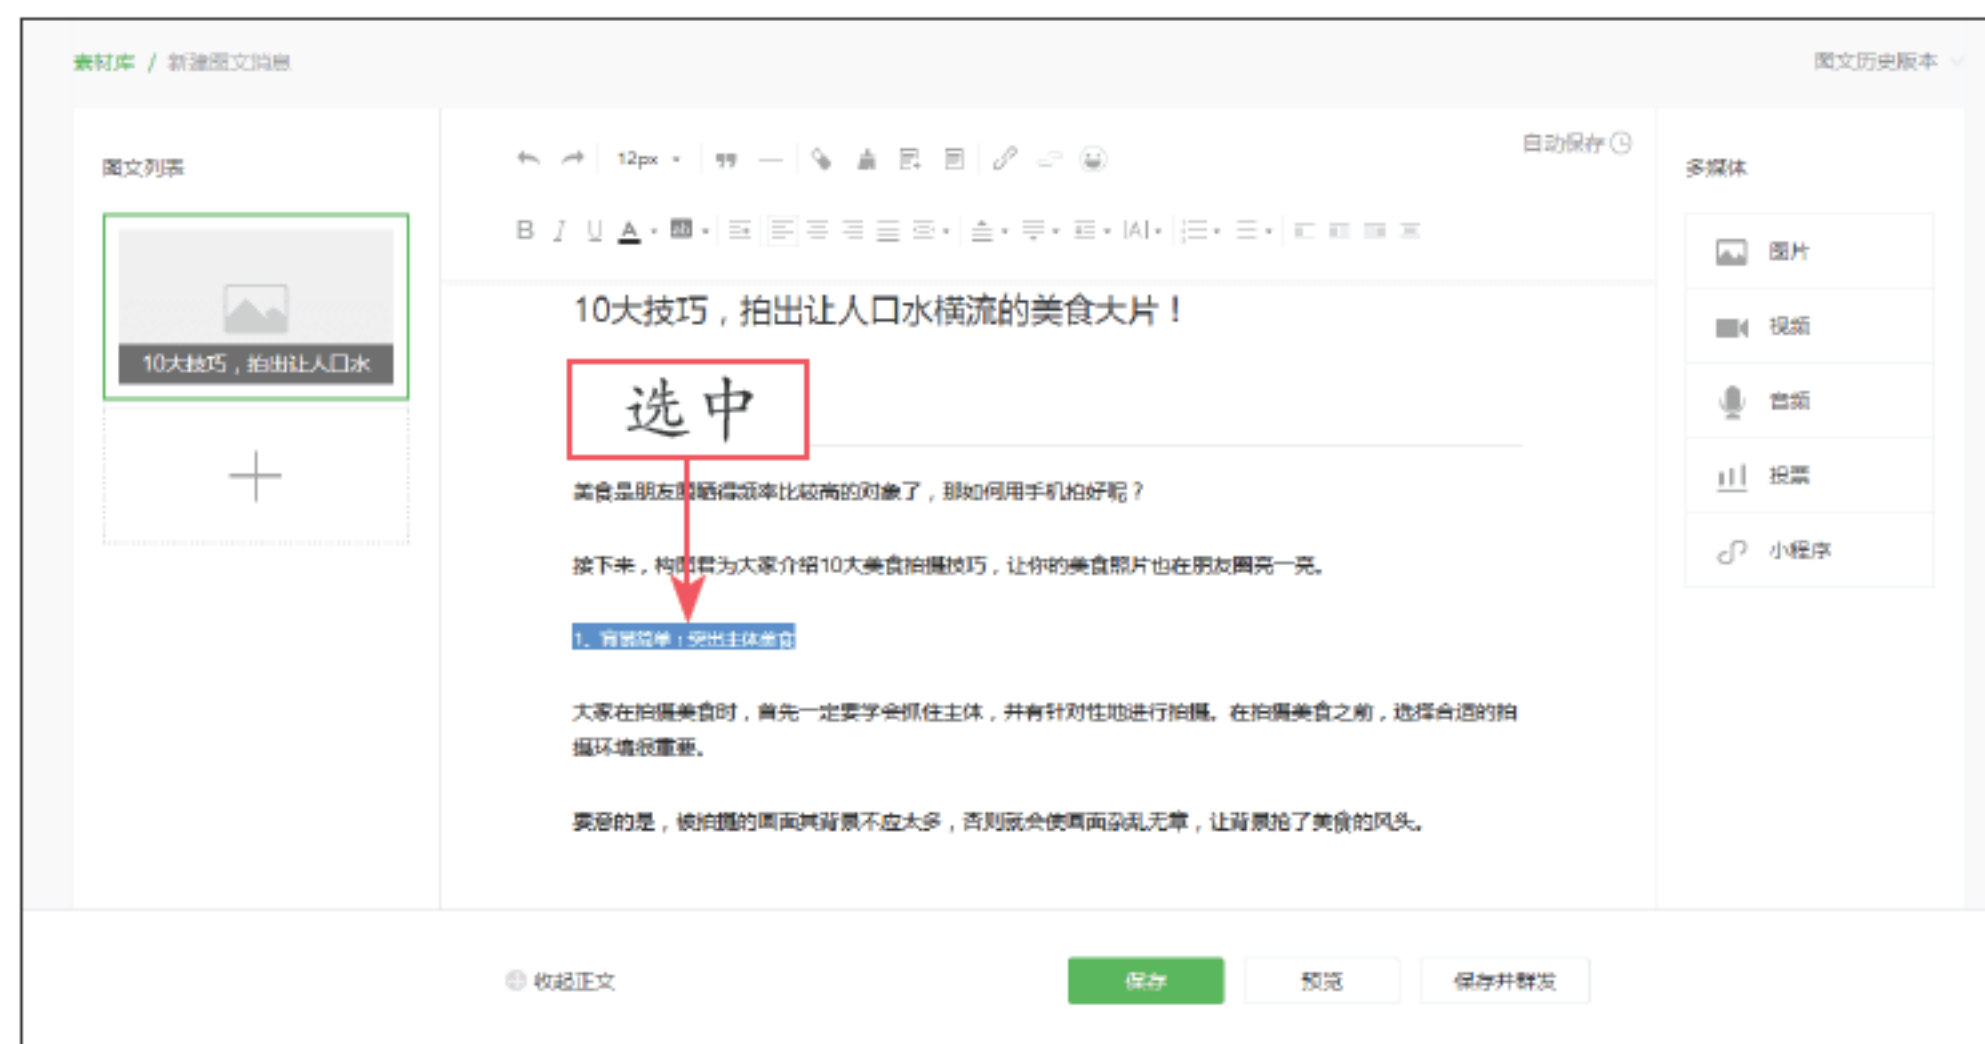 素材库 / 新建图文消息
图文历史版本
图文列表
10大技巧，拍出让人口水
12px
自动保存
B I U A ab
|A|
10大技巧，拍出让人口水横流的美食大片！
选中
美食是朋友圈晒得频率比较高的对象了，那如何用手机拍好呢？
接下来，构图君为大家介绍10大美食拍摄技巧，让你的美食照片也在朋友圈亮一亮。
1、背景简单：突出主体美食
大家在拍摄美食时，首先一定要学会抓住主体，并有针对性地进行拍摄。在拍摄美食之前，选择合适的拍
摄环境很重要。
要意的是，被拍摄的画面其背景不应太多，否则就会使画面杂乱无章，让背景抢了美食的风头。
多媒体
图片
视频
音频
投票
小程序
收起正文
保存
预览
保存并群发